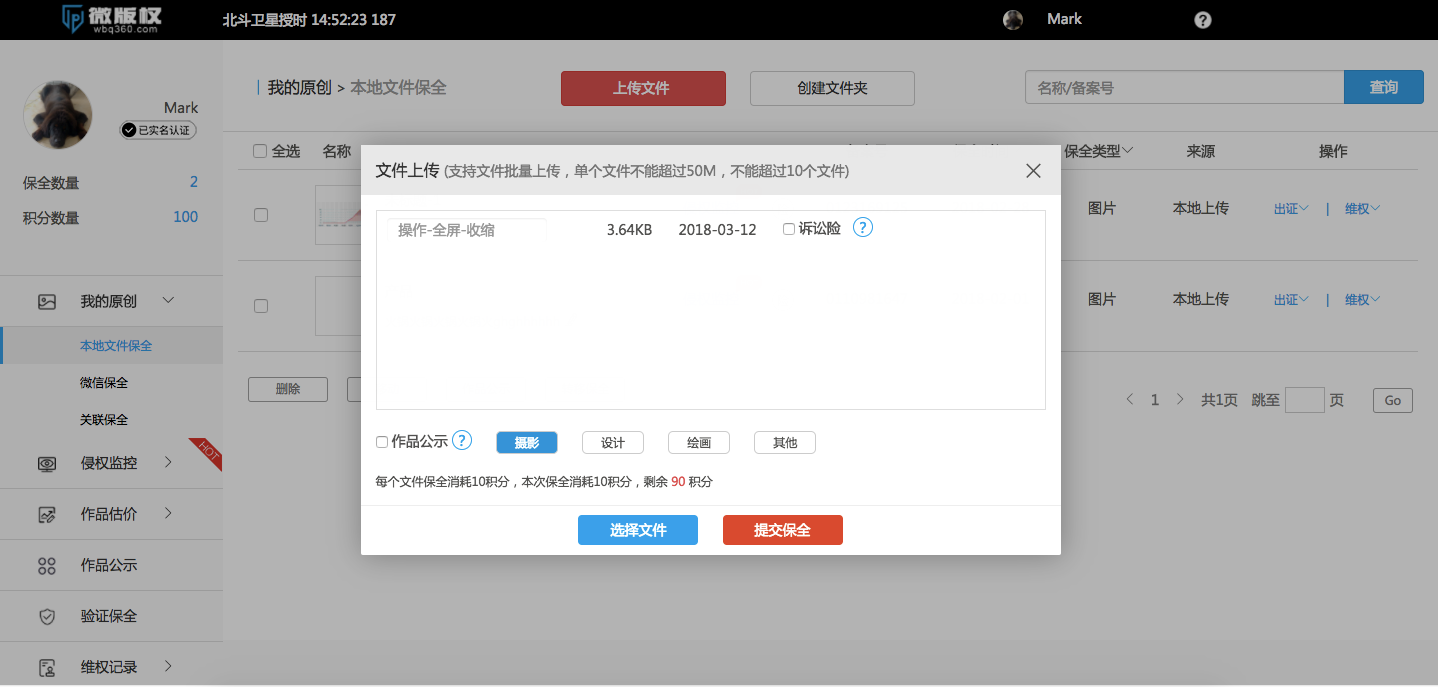 微版权
wbq360.com
北斗卫星授时 14:52:23 187
Mark
?
Mark
已实名认证
保全数量 2
积分数量 100
我的原创
本地文件保全
微信保全
关联保全
侵权监控
HOT
作品估价
作品公示
验证保全
维权记录
我的原创 > 本地文件保全
上传文件
创建文件夹
名称/备案号
查询
全选 名称 保全类型 来源 操作
图片 本地上传 出证 | 维权
图片 本地上传 出证 | 维权
删除
1 共1页 跳至 页 Go
文件上传 (支持文件批量上传，单个文件不能超过50M，不能超过10个文件)
操作-全屏-收缩 3.64KB 2018-03-12 诉讼险 ?
作品公示 ? 摄影 设计 绘画 其他
每个文件保全消耗10积分，本次保全消耗10积分，剩余 90 积分
选择文件 提交保全